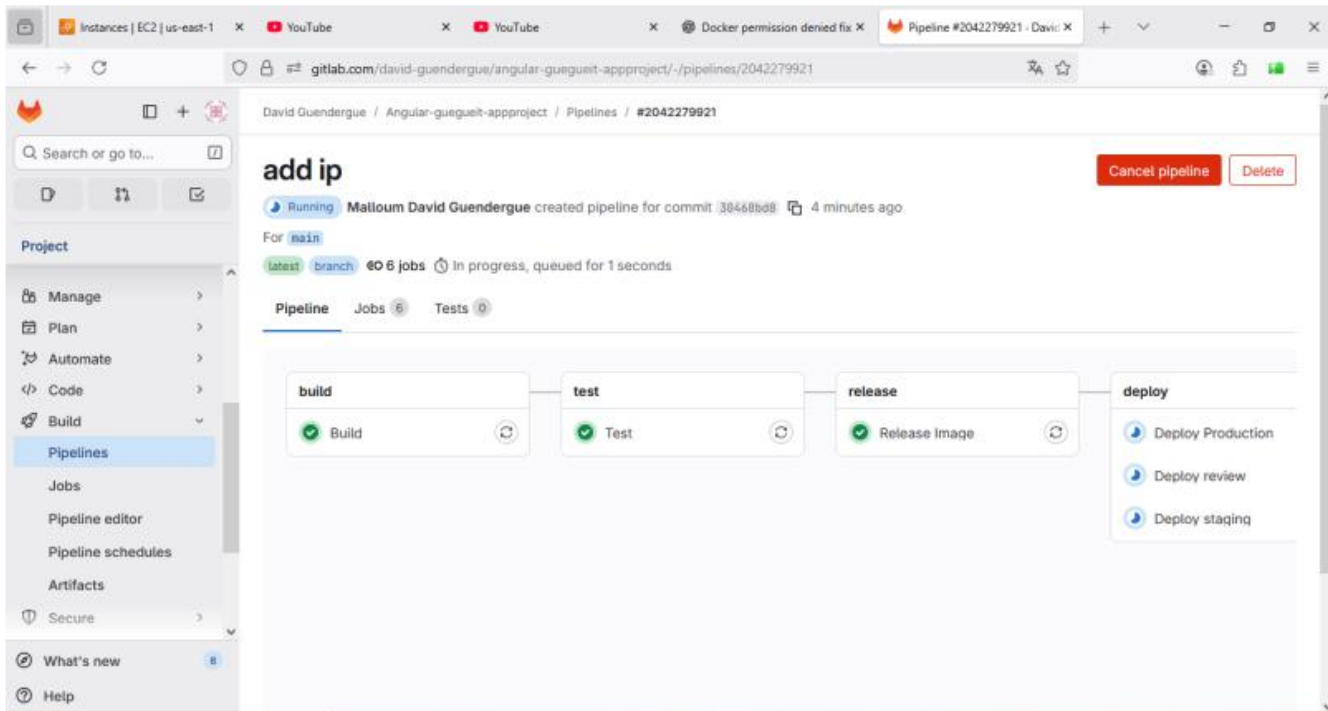 Instances | EC2 | us-east-1
YouTube
YouTube
Docker permission denied fix
Pipeline #2042279921 · David
gitlab.com/david-guendergue/angular-guegueit-appproject/-/pipelines/2042279921
Search or go to...
Project
Manage
Plan
Automate
Code
Build
Pipelines
Jobs
Pipeline editor
Pipeline schedules
Artifacts
Secure
What's new 8
Help
David Guendergue / Angular-guegueit-appproject / Pipelines / #2042279921
add ip
Cancel pipeline Delete
Running Malloum David Guendergue created pipeline for commit 30468bd8 4 minutes ago
For main
latest branch 6 jobs In progress, queued for 1 seconds
Pipeline Jobs 6 Tests 0
build
Build
test
Test
release
Release Image
deploy
Deploy Production
Deploy review
Deploy staging